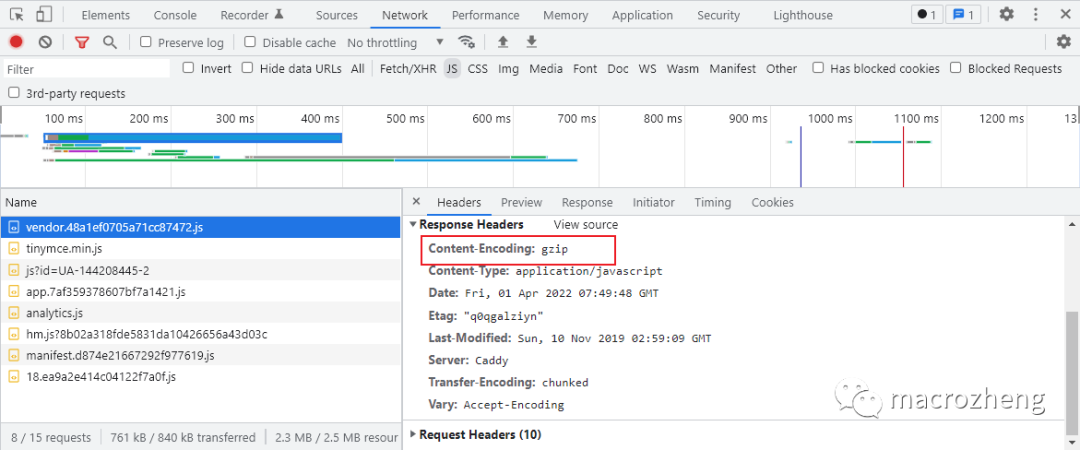 Elements Console Recorder Sources Network Performance Memory Application Security Lighthouse 1 1
Preserve log Disable cache No throttling
Filter Invert Hide data URLs All Fetch/XHR JS CSS Img Media Font Doc WS Wasm Manifest Other Has blocked cookies Blocked Requests
3rd-party requests
100 ms 200 ms 300 ms 400 ms 500 ms 600 ms 700 ms 800 ms 900 ms 1000 ms 1100 ms 1200 ms 13
Name
Headers Preview Response Initiator Timing Cookies
vendor.48a1ef0705a71cc87472.js
tinymce.min.js
js?id=UA-144208445-2
app.7af359378607bf7a1421.js
analytics.js
hm.js?8b02a318fde5831da10426656a43d03c
manifest.d874e21667292f977619.js
18.ea9a2e414c04122f7a0f.js
8 / 15 requests 761 kB / 840 kB transferred 2.3 MB / 2.5 MB resour
Response Headers View source
Content-Encoding: gzip
Content-Type: application/javascript
Date: Fri, 01 Apr 2022 07:49:48 GMT
Etag: "q0qgalziyn"
Last-Modified: Sun, 10 Nov 2019 02:59:09 GMT
Server: Caddy
Transfer-Encoding: chunked
Vary: Accept-Encoding
Request Headers (10)
macrozheng